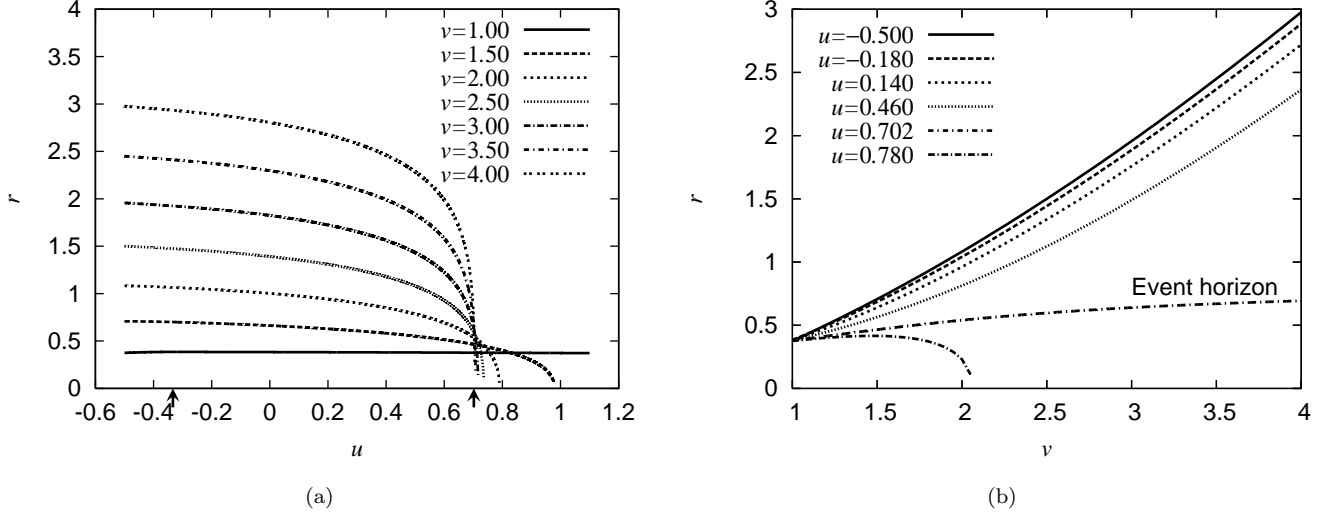 4
3.5
3
2.5
2
1.5
1
0.5
0
r
v=1.00
v=1.50
v=2.00
v=2.50
v=3.00
v=3.50
v=4.00
-0.6 -0.4 -0.2 0 0.2 0.4 0.6 0.8 1 1.2
u
(a)
3
2.5
2
1.5
1
0.5
0
r
u=−0.500
u=−0.180
u=0.140
u=0.460
u=0.702
u=0.780
Event horizon
1 1.5 2 2.5 3 3.5 4
v
(b)